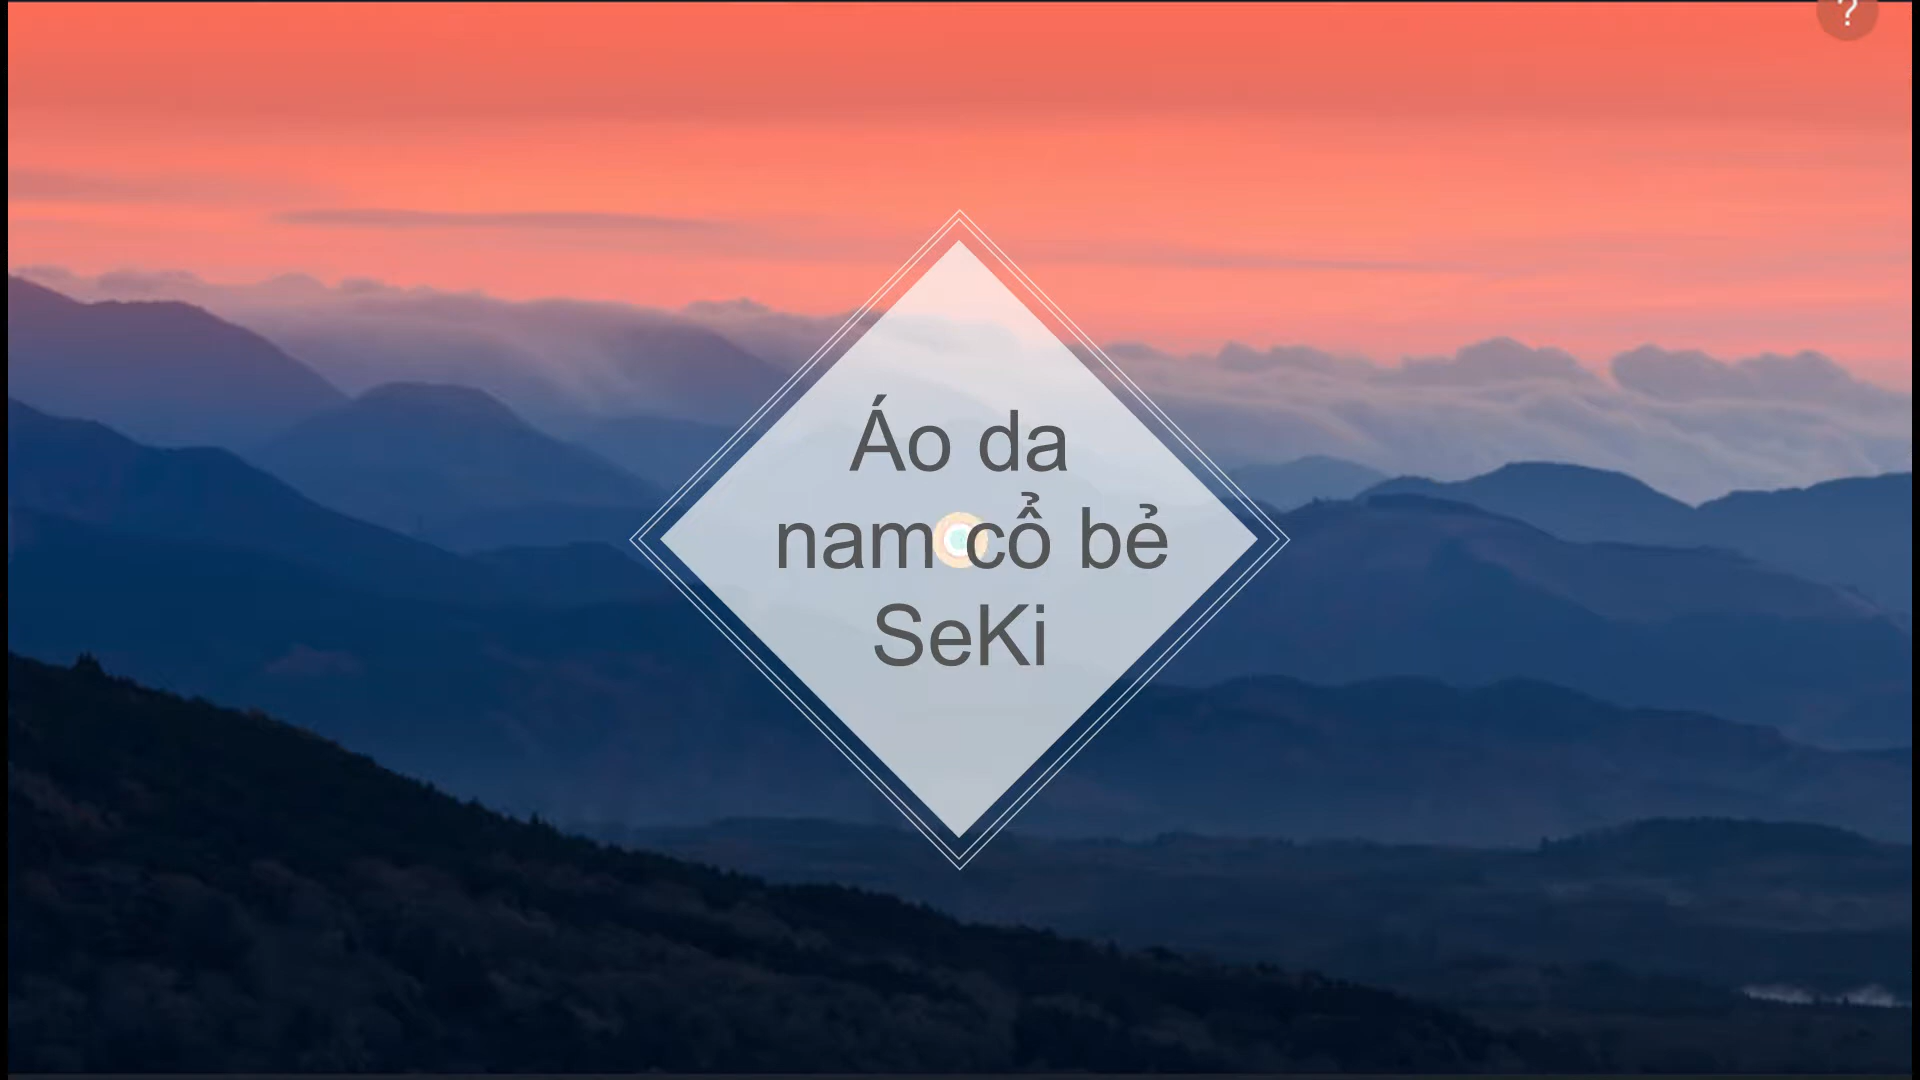 ?
Áo da
nam cổ bẻ
SeKi